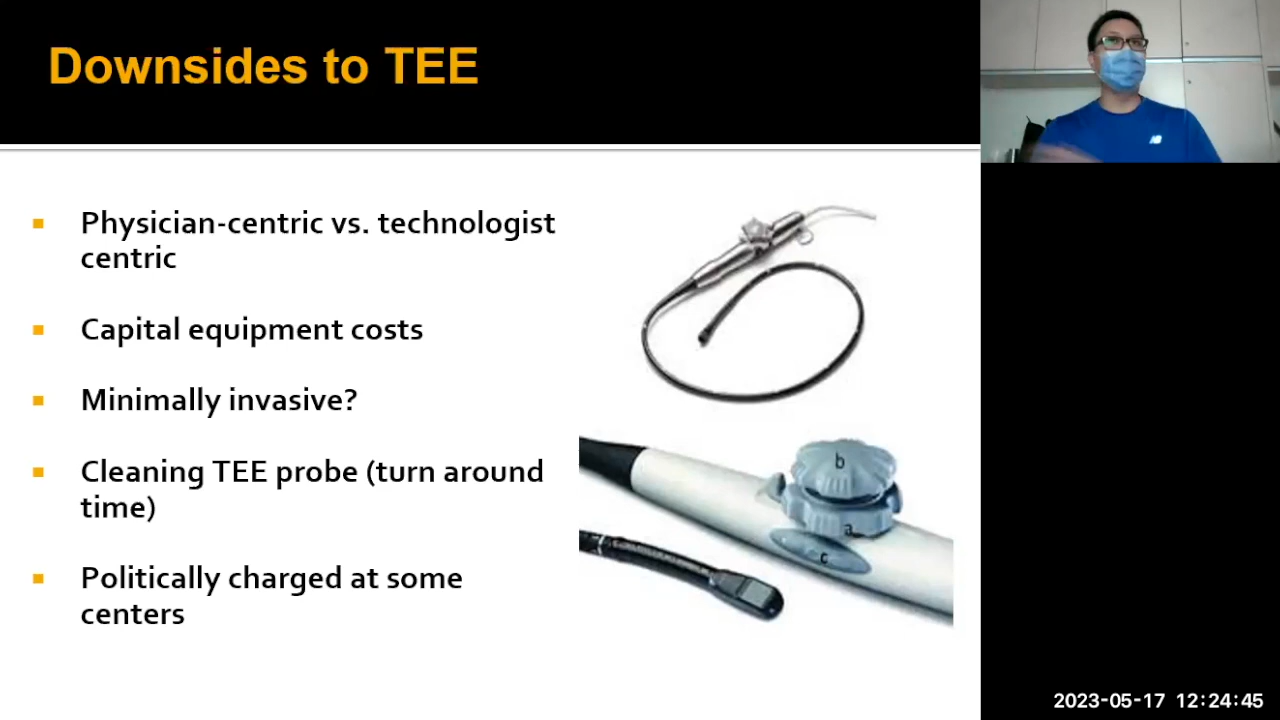 Downsides to TEE
Physician-centric vs. technologist
centric
Capital equipment costs
Minimally invasive?
Cleaning TEE probe (turn around
time)
Politically charged at some
centers
b
a
c
2023-05-17 12:24:45